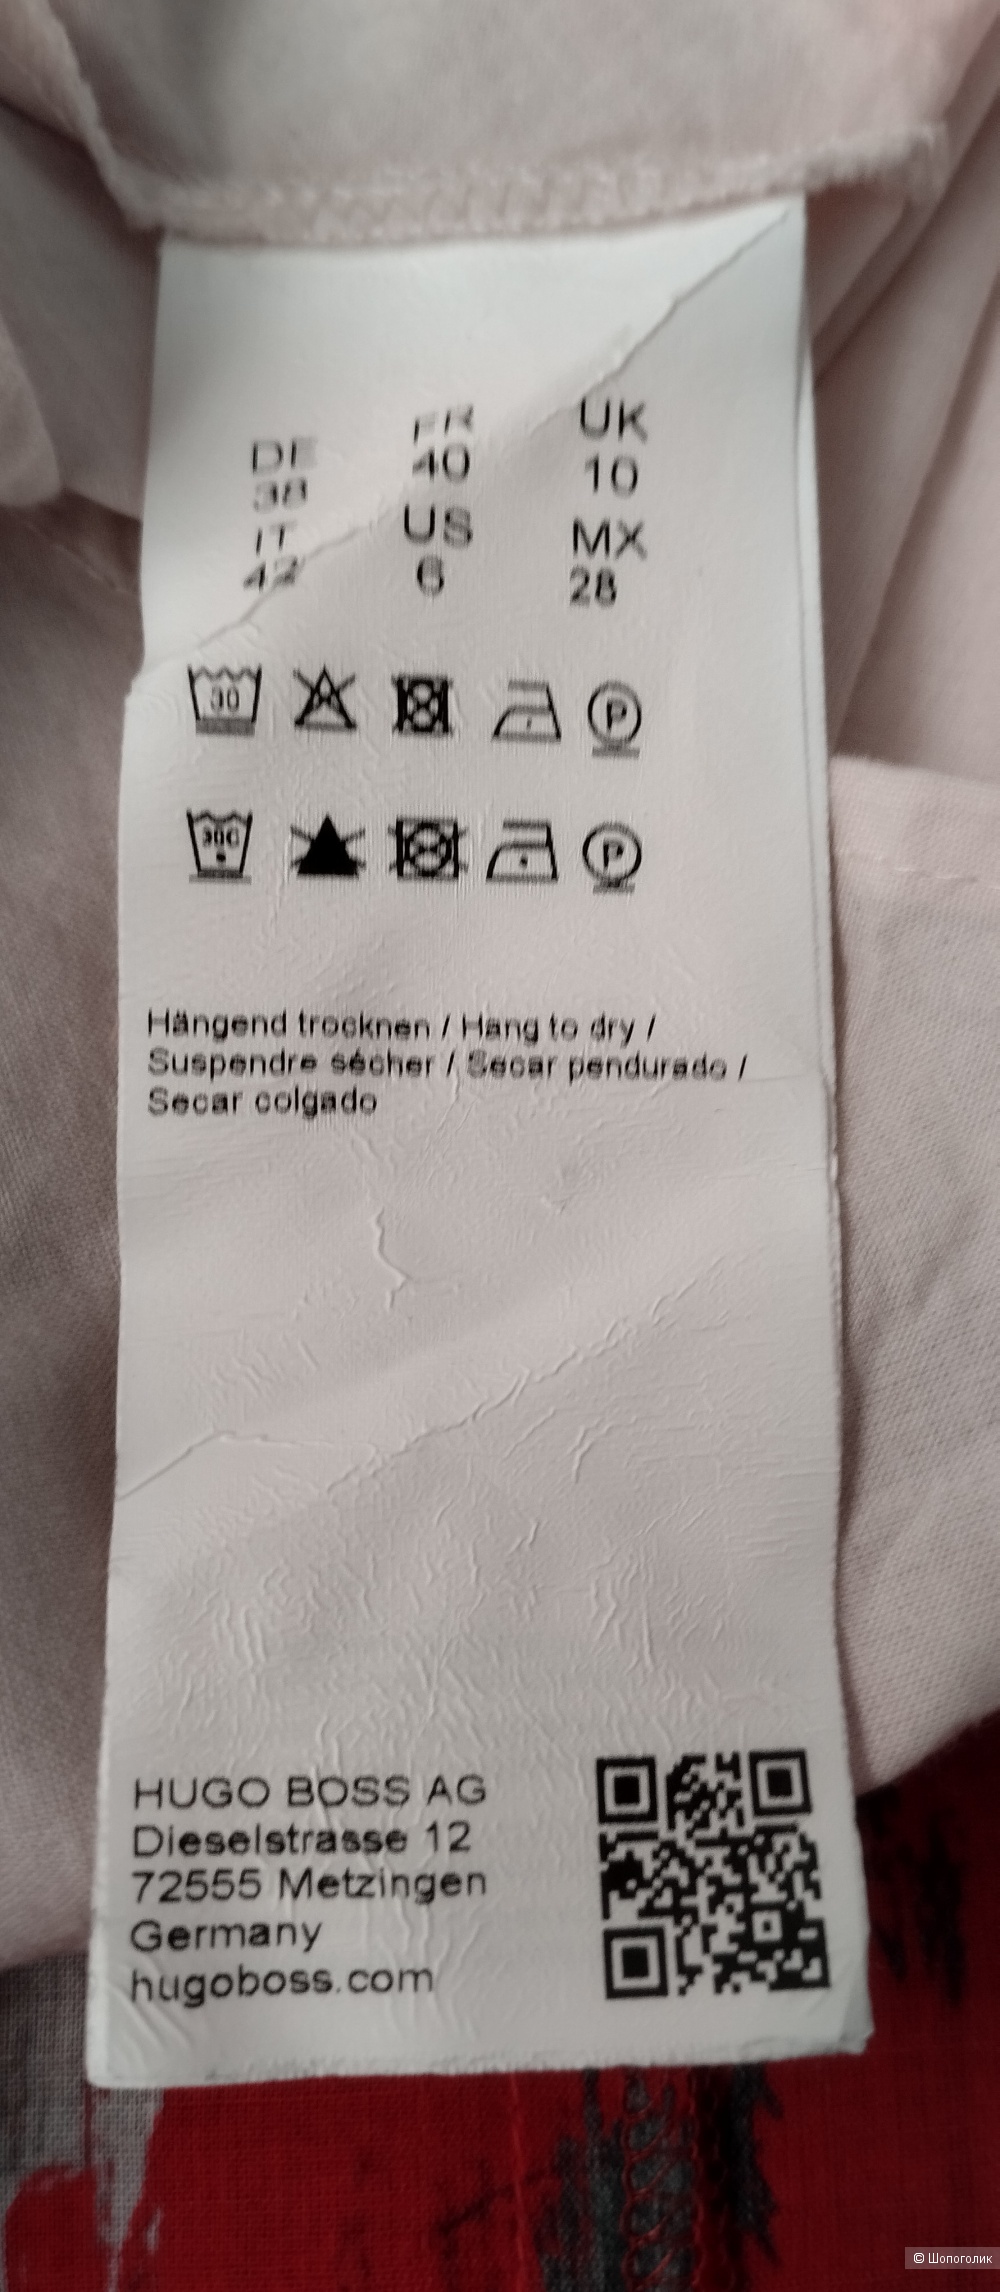 DE FR UK
38 40 10
IT US MX
42 6 28
30 P
30C P
Hängend trocknen / Hang to dry /
Suspendre sécher / Secar pendurado /
Secar colgado
HUGO BOSS AG
Dieselstrasse 12
72555 Metzingen
Germany
hugoboss.com
© Шопоголик